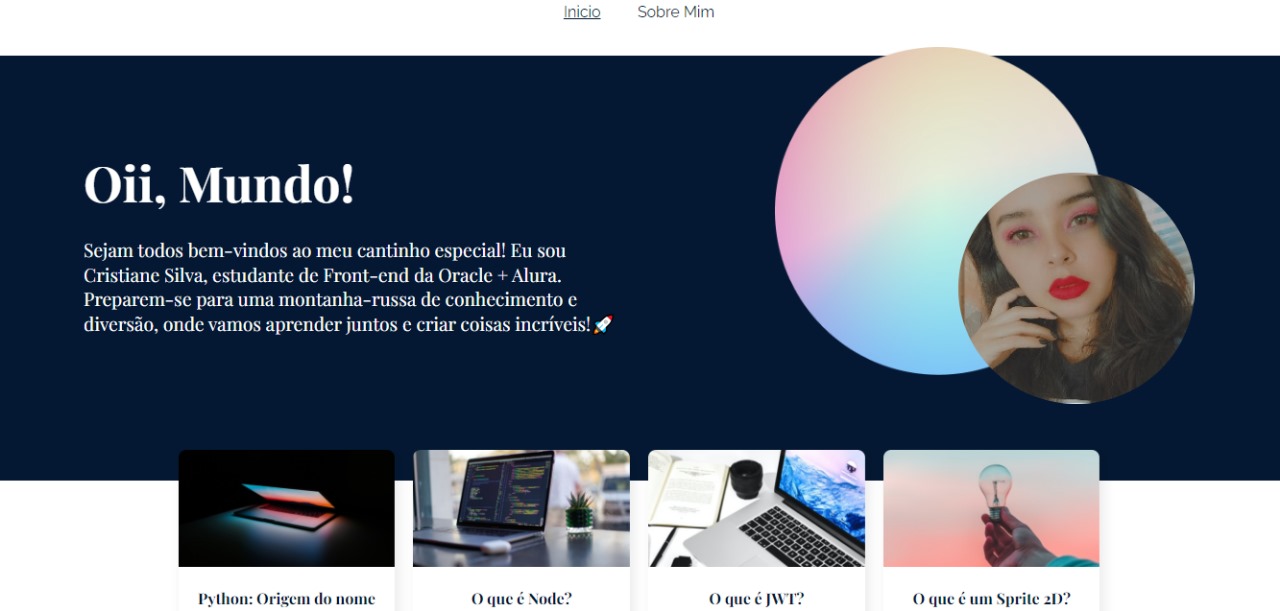 Inicio Sobre Mim
Oii, Mundo!
Sejam todos bem-vindos ao meu cantinho especial! Eu sou
Cristiane Silva, estudante de Front-end da Oracle + Alura.
Preparem-se para uma montanha-russa de conhecimento e
diversão, onde vamos aprender juntos e criar coisas incríveis!🚀
Python: Origem do nome
O que é Node?
O que é JWT?
O que é um Sprite 2D?